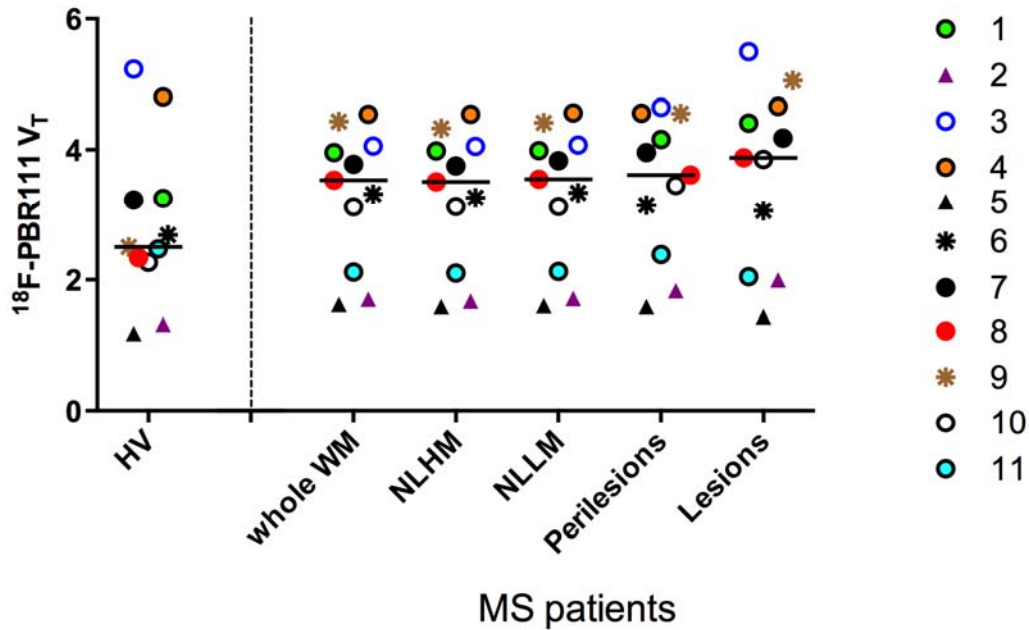 6
4
2
0
¹⁸F-PBR111 V_T
HV
whole WM
NLHM
NLLM
Perilesions
Lesions
MS patients
1
2
3
4
5
6
7
8
9
10
11